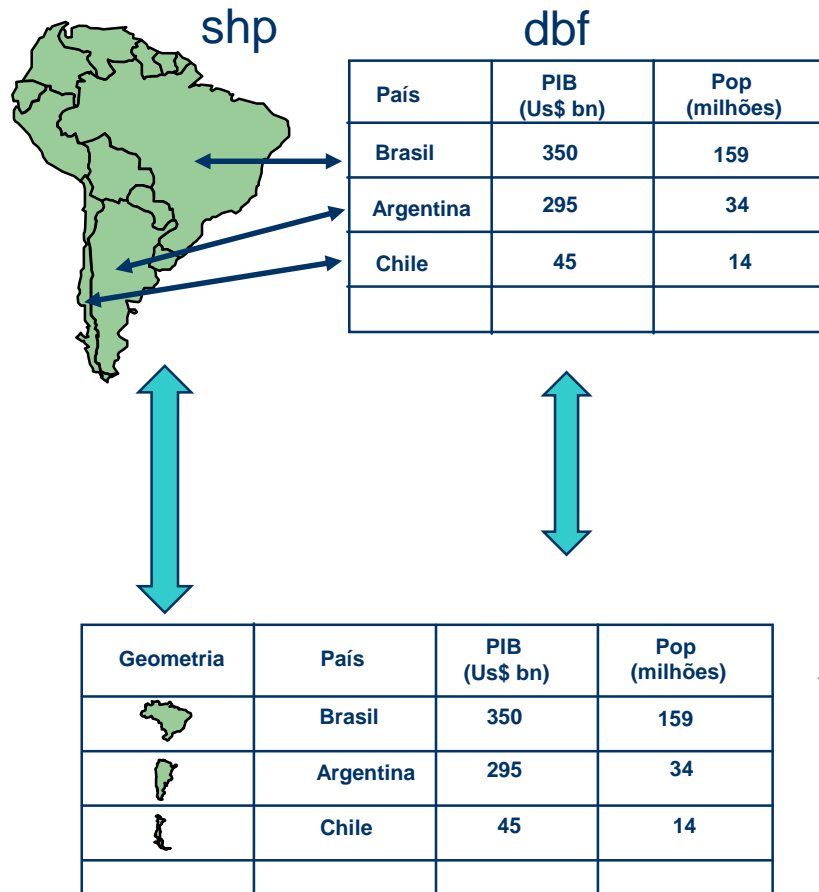 shp
dbf
País PIB (Us$ bn) Pop (milhões)
Brasil 350 159
Argentina 295 34
Chile 45 14
Geometria País PIB (Us$ bn) Pop (milhões)
Brasil 350 159
Argentina 295 34
Chile 45 14